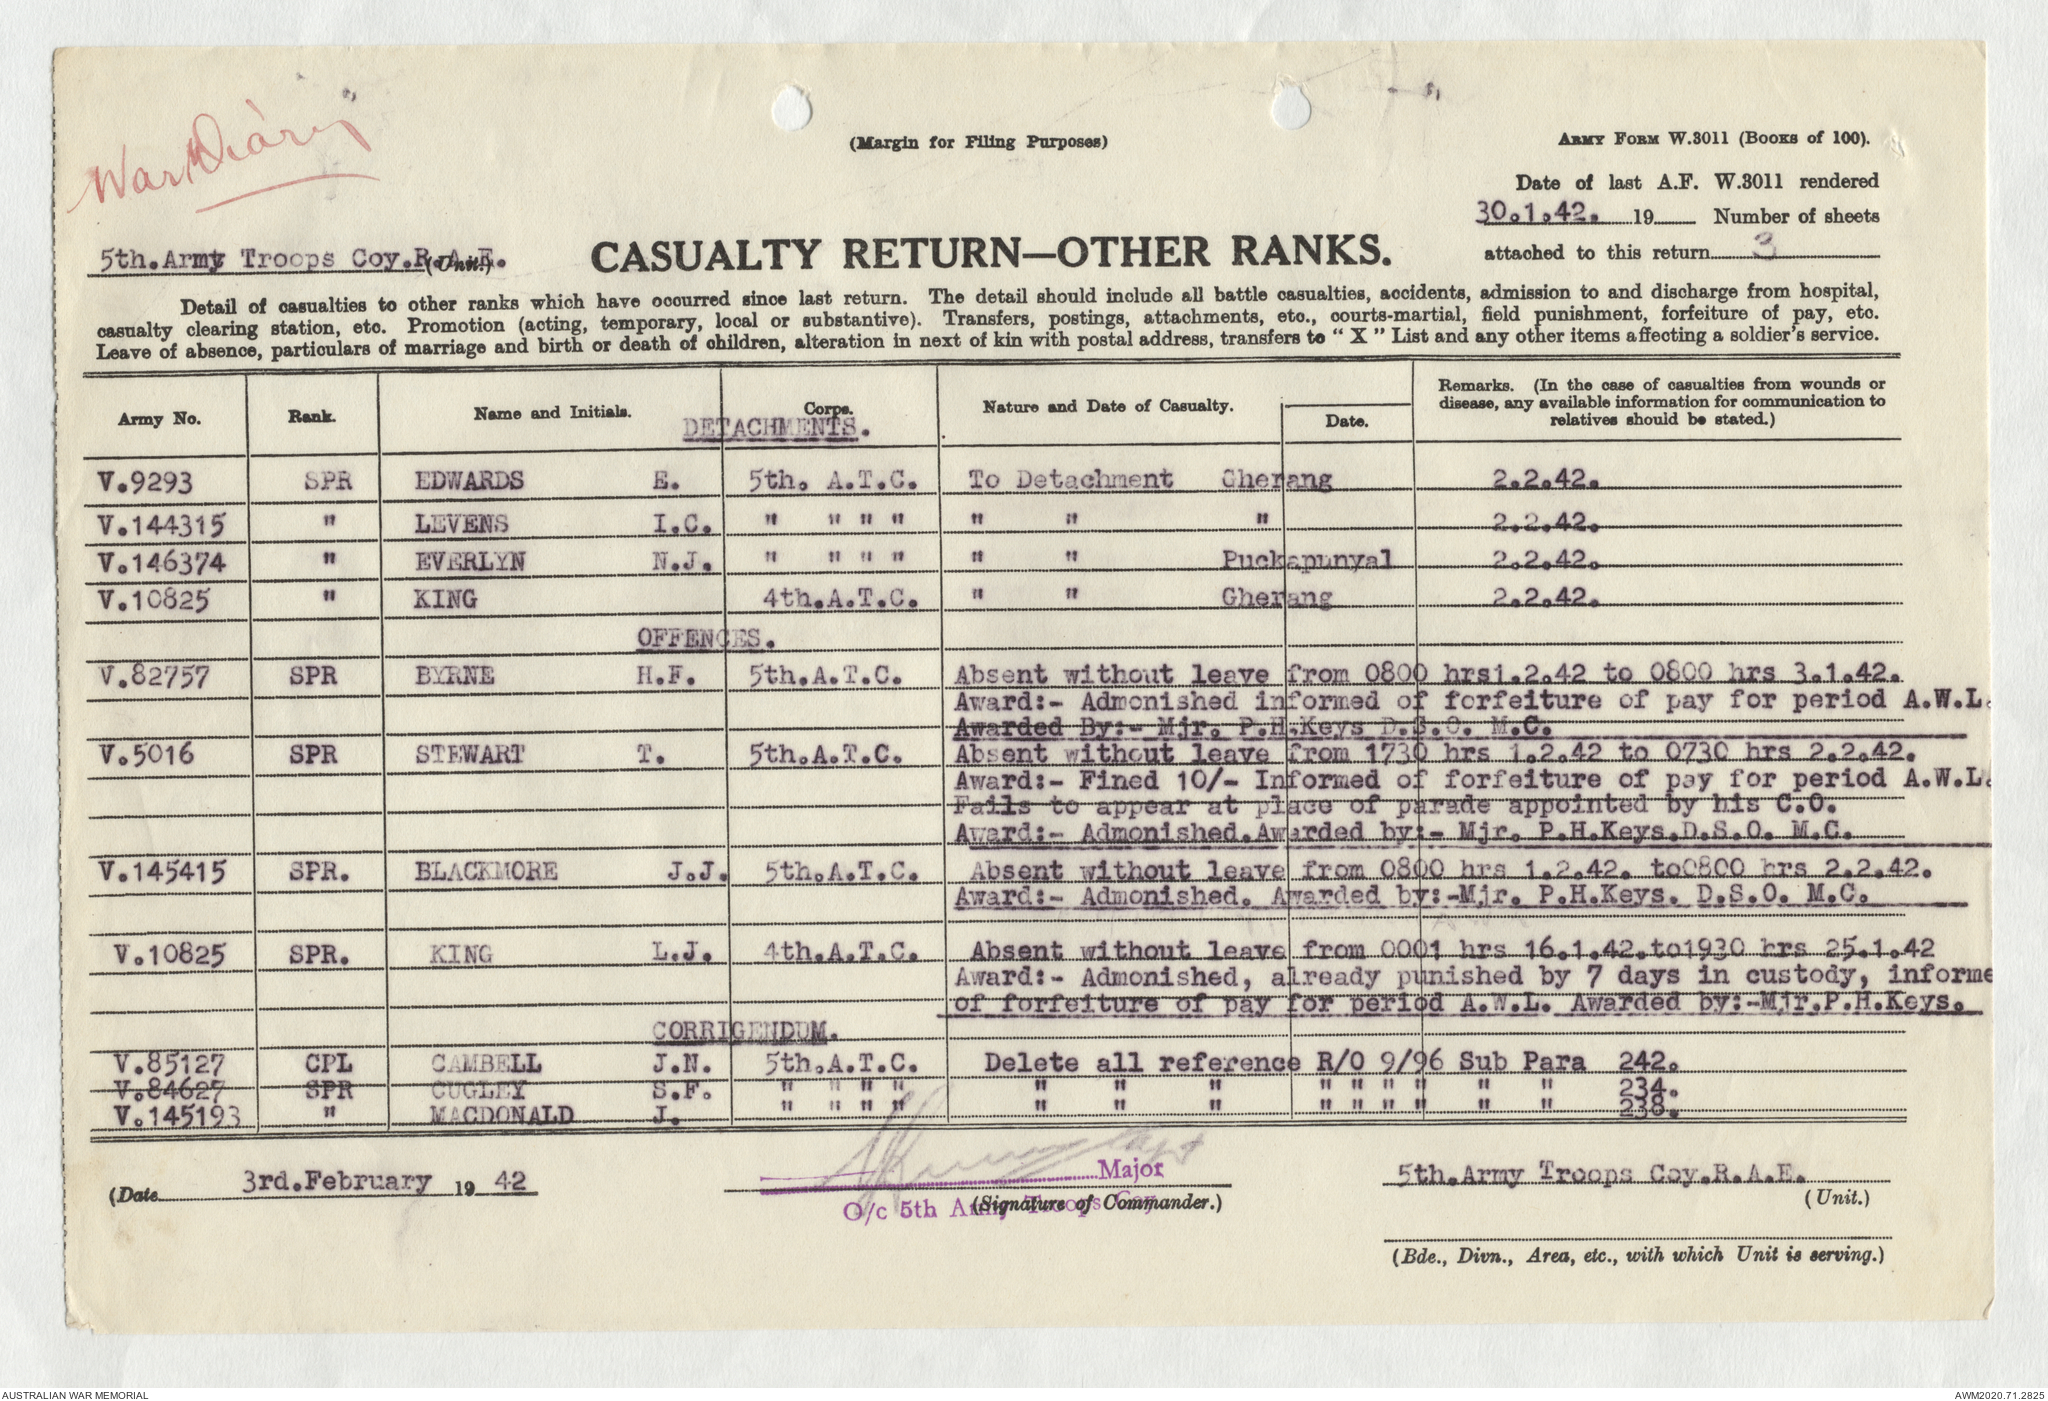 War Diary
(Margin for Filing Purposes)
ARMY FORM W.3011 (BOOKS of 100).
Date of last A.F. W.3011 rendered
30.1.42. 19 Number of sheets
attached to this return 3
5th.Army Troops Coy.R.A.E. (Unit)
CASUALTY RETURN—OTHER RANKS.
Detail of casualties to other ranks which have occurred since last return. The detail should include all battle casualties, accidents, admission to and discharge from hospital,
casualty clearing station, etc. Promotion (acting, temporary, local or substantive). Transfers, postings, attachments, etc., courts-martial, field punishment, forfeiture of pay, etc.
Leave of absence, particulars of marriage and birth or death of children, alteration in next of kin with postal address, transfers to "X" List and any other items affecting a soldier's service.
Army No. Rank. Name and Initials. Corps. Nature and Date of Casualty. Date. Remarks. (In the case of casualties from wounds or
disease, any available information for communication to
relatives should be stated.)
DETACHMENTS.
V.9293 SPR EDWARDS E. 5th. A.T.C. To Detachment Gherang 2.2.42.
V.144315 " LEVENS I.C. " " " " " " " 2.2.42.
V.146374 " EVERLYN N.J. " " " " " " Puckapunyal 2.2.42.
V.10825 " KING 4th.A.T.C. " " Gherang 2.2.42.
OFFENCES.
V.82757 SPR BYRNE H.F. 5th.A.T.C. Absent without leave from 0800 hrs1.2.42 to 0800 hrs 3.1.42.
Award:- Admonished informed of forfeiture of pay for period A.W.L.
Awarded By:- Mjr. P.H.Keys D.S.O. M.C.
V.5016 SPR STEWART T. 5th.A.T.C. Absent without leave from 1730 hrs 1.2.42 to 0730 hrs 2.2.42.
Award:- Fined 10/- Informed of forfeiture of pay for period A.W.L.
Fails to appear at place of parade appointed by his C.O.
Award:- Admonished.Awarded by:- Mjr. P.H.Keys.D.S.O. M.C.
V.145415 SPR. BLACKMORE J.J. 5th.A.T.C. Absent without leave from 0800 hrs 1.2.42. to0800 hrs 2.2.42.
Award:- Admonished. Awarded by:-Mjr. P.H.Keys. D.S.O. M.C.
V.10825 SPR. KING L.J. 4th.A.T.C. Absent without leave from 0001 hrs 16.1.42.to1930 hrs 25.1.42
Award:- Admonished, already punished by 7 days in custody, informe
of forfeiture of pay for period A.W.L. Awarded by:-Mjr.P.H.Keys.
CORRIGENDUM.
V.85127 CPL CAMBELL J.N. 5th.A.T.C. Delete all reference R/O 9/96 Sub Para 242.
V.84627 SPR CUGLEY S.F. " " " " " " " " " " " " " 234.
V.145193 " MACDONALD J. " " " " " " " " " " " " " 238.
(Date 3rd.February 19 42
Major
O/c 5th Army Troops Coy
(Signature of Commander.)
5th.Army Troops Coy.R.A.E.
(Unit.)
(Bde., Divn., Area, etc., with which Unit is serving.)
AUSTRALIAN WAR MEMORIAL
AWM2020.71.2825